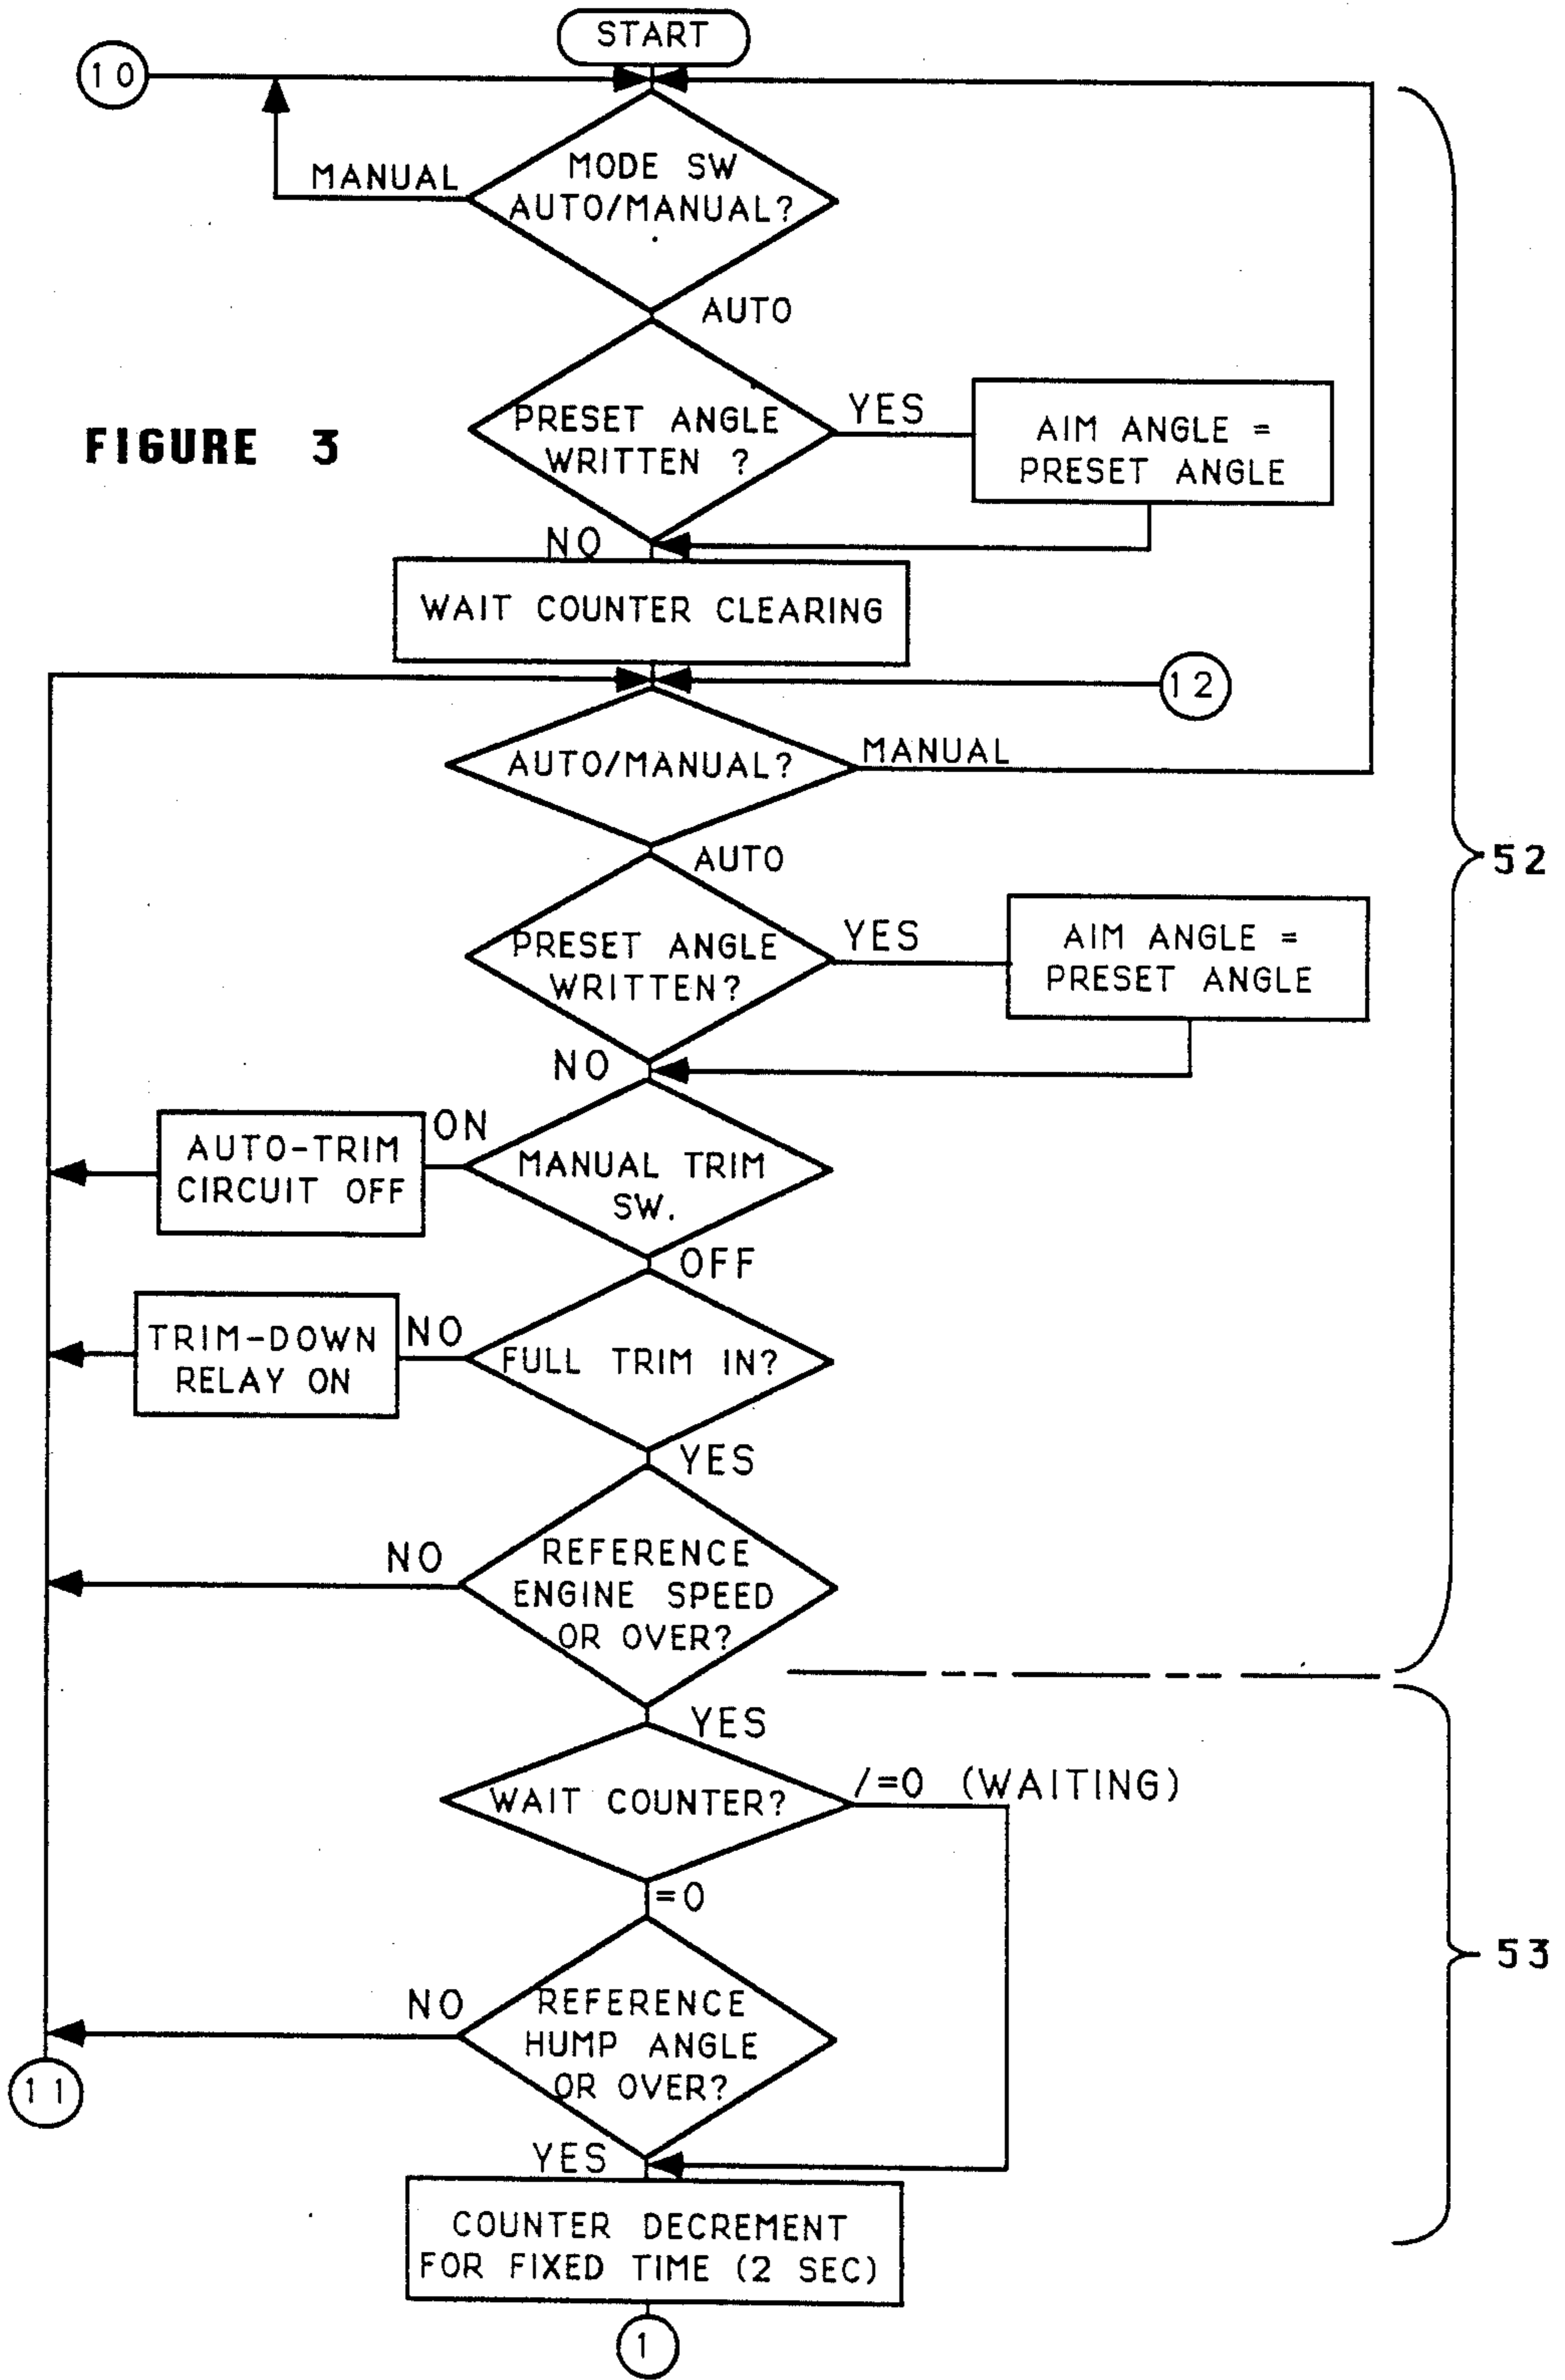 START
10
MODE SW
AUTO/MANUAL?
MANUAL
AUTO
FIGURE 3
PRESET ANGLE
WRITTEN ?
YES
AIM ANGLE =
PRESET ANGLE
NO
WAIT COUNTER CLEARING
12
AUTO/MANUAL?
MANUAL
52
AUTO
PRESET ANGLE
WRITTEN?
YES
AIM ANGLE =
PRESET ANGLE
NO
ON
AUTO-TRIM
CIRCUIT OFF
MANUAL TRIM
SW.
OFF
TRIM-DOWN
RELAY ON
NO
FULL TRIM IN?
YES
NO
REFERENCE
ENGINE SPEED
OR OVER?
YES
WAIT COUNTER?
/=0 (WAITING)
=0
53
NO
REFERENCE
HUMP ANGLE
OR OVER?
11
YES
COUNTER DECREMENT
FOR FIXED TIME (2 SEC)
1